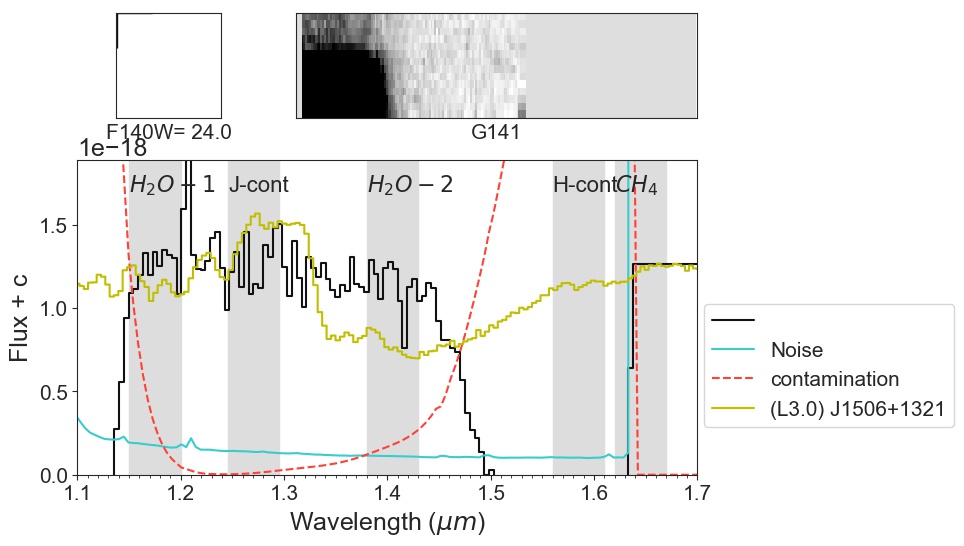 F140W= 24.0
G141
1e−18
H₂O − 1 J-cont H₂O − 2 H-cont CH₄
1.5
1.0
0.5
0.0
Flux + c
1.1 1.2 1.3 1.4 1.5 1.6 1.7
Wavelength (μm)
Noise
contamination
(L3.0) J1506+1321